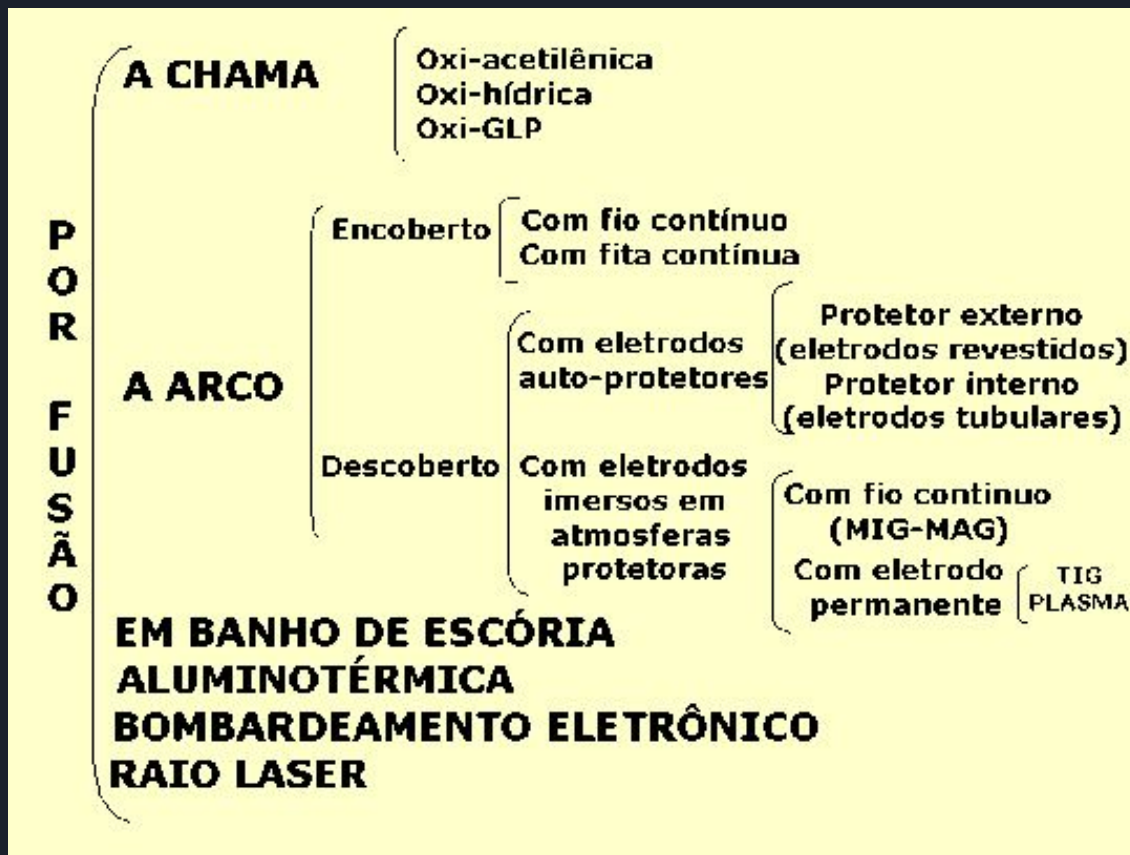 POR FUSÃO
A CHAMA
Oxi-acetilênica
Oxi-hídrica
Oxi-GLP
A ARCO
Encoberto
Com fio contínuo
Com fita contínua
Descoberto
Com eletrodos
auto-protetores
Protetor externo
(eletrodos revestidos)
Protetor interno
(eletrodos tubulares)
Com eletrodos
imersos em
atmosferas
protetoras
Com fio continuo
(MIG-MAG)
Com eletrodo
permanente
TIG
PLASMA
EM BANHO DE ESCÓRIA
ALUMINOTÉRMICA
BOMBARDEAMENTO ELETRÔNICO
RAIO LASER